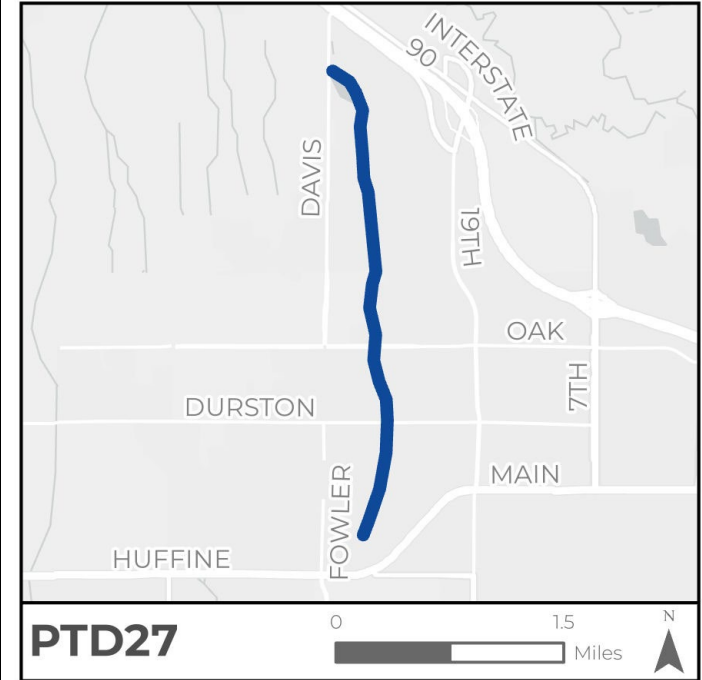 INTERSTATE
90
DAVIS
19TH
OAK
7TH
DURSTON
MAIN
FOWLER
HUFFINE
PTD27
0 1.5
Miles
N